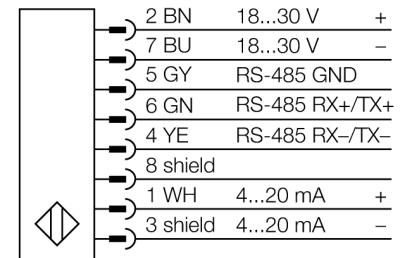 2 BN 18...30 V +
7 BU 18...30 V –
5 GY RS-485 GND
6 GN RS-485 RX+/TX+
4 YE RS-485 RX–/TX–
8 shield
1 WH 4...20 mA +
3 shield 4...20 mA –